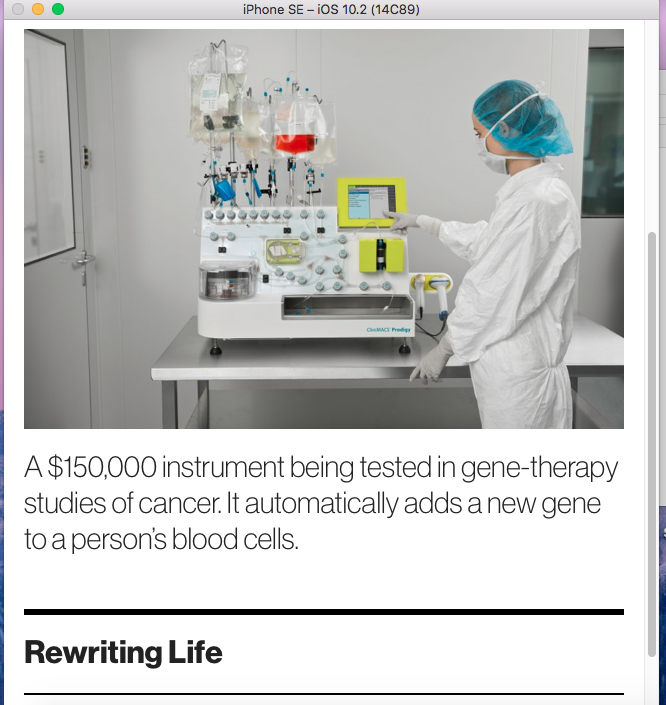 iPhone SE – iOS 10.2 (14C89)
CliniMACS Prodigy
A $150,000 instrument being tested in gene-therapy
studies of cancer. It automatically adds a new gene
to a person's blood cells.
Rewriting Life